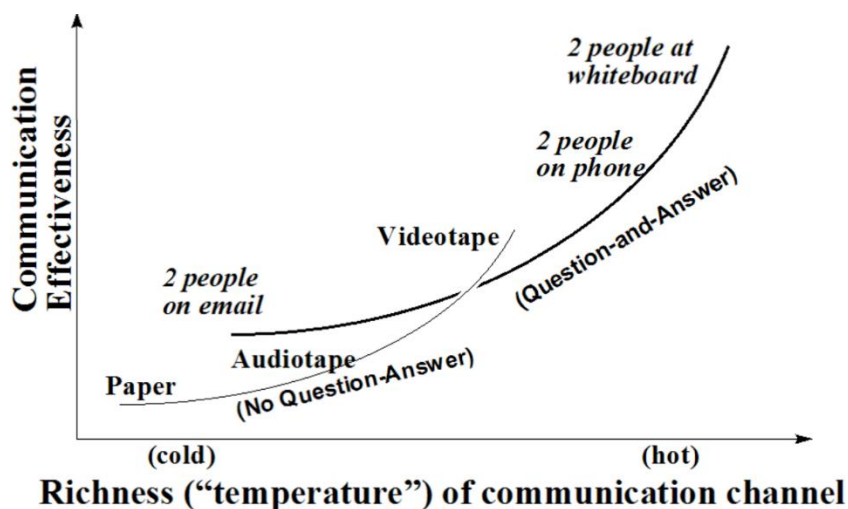 Communication
Effectiveness
2 people at
whiteboard
2 people
on phone
Videotape
(Question-and-Answer)
2 people
on email
Audiotape
Paper
(No Question-Answer)
(cold)
(hot)
Richness (“temperature”) of communication channel